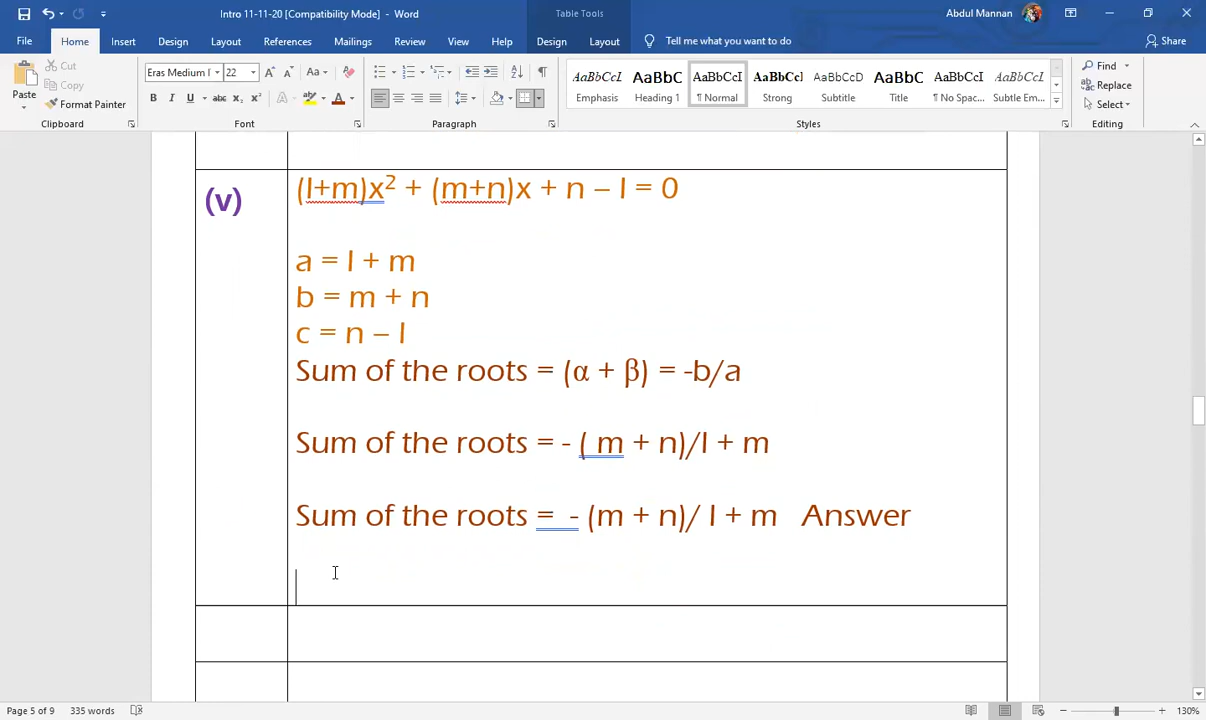 Intro 11-11-20 [Compatibility Mode] - Word
Table Tools
Abdul Mannan
File Home Insert Design Layout References Mailings Review View Help Design Layout Tell me what you want to do Share
Paste
Cut
Copy
Format Painter
Eras Medium I 22 Aa
B I U abc x₂ x² A A
AaBbCcI AaBbC AaBbCcI AaBbCcI AaBbCcD AaBbC AaBbCcI AaBbCcI
Emphasis Heading 1 ¶ Normal Strong Subtitle Title ¶ No Spac... Subtle Em...
Find
Replace
Select
Clipboard Font Paragraph Styles Editing
(v) (l+m)x² + (m+n)x + n – l = 0
a = l + m
b = m + n
c = n – l
Sum of the roots = (α + β) = -b/a
Sum of the roots = - ( m + n)/l + m
Sum of the roots = - (m + n)/ l + m Answer
Page 5 of 9 335 words 130%